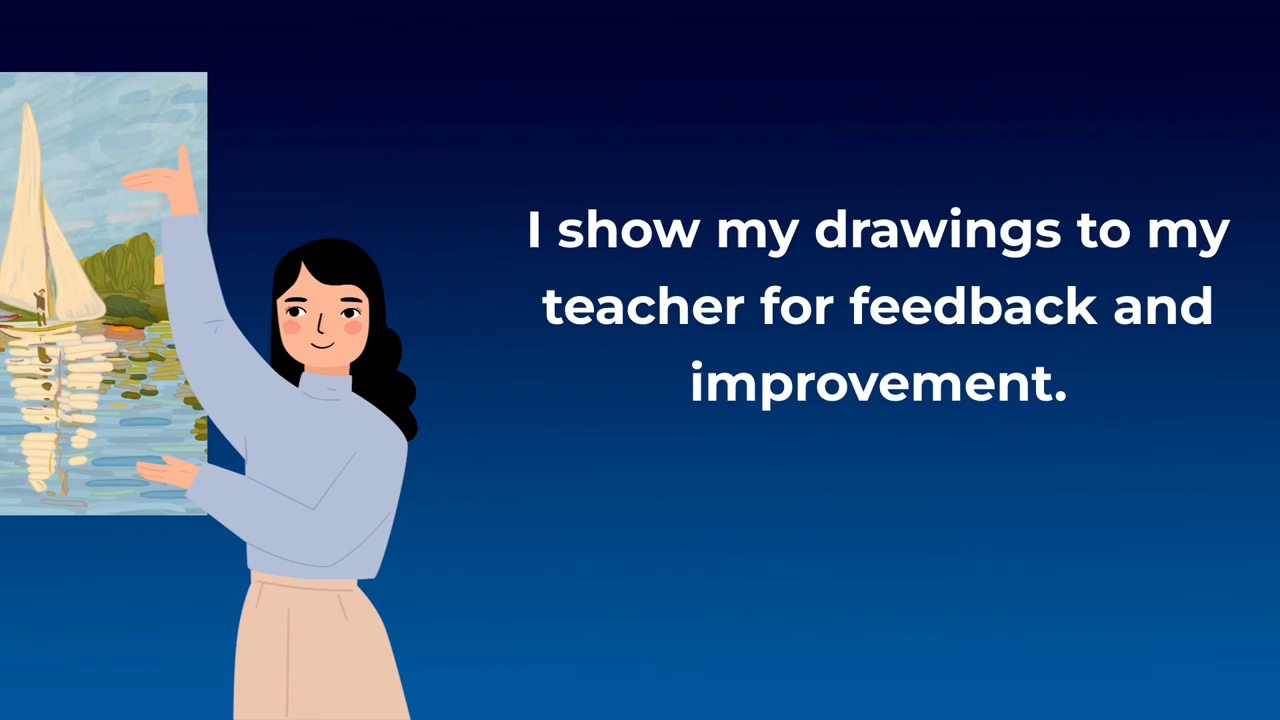 I show my drawings to my
teacher for feedback and
improvement.